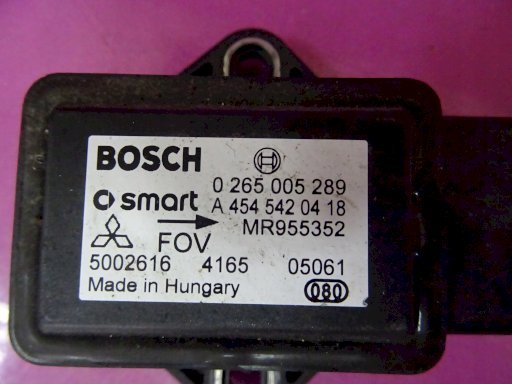 BOSCH
smart
0 265 005 289
A 454 542 04 18
MR955352
FOV
5002616 4165 05061
Made in Hungary 080